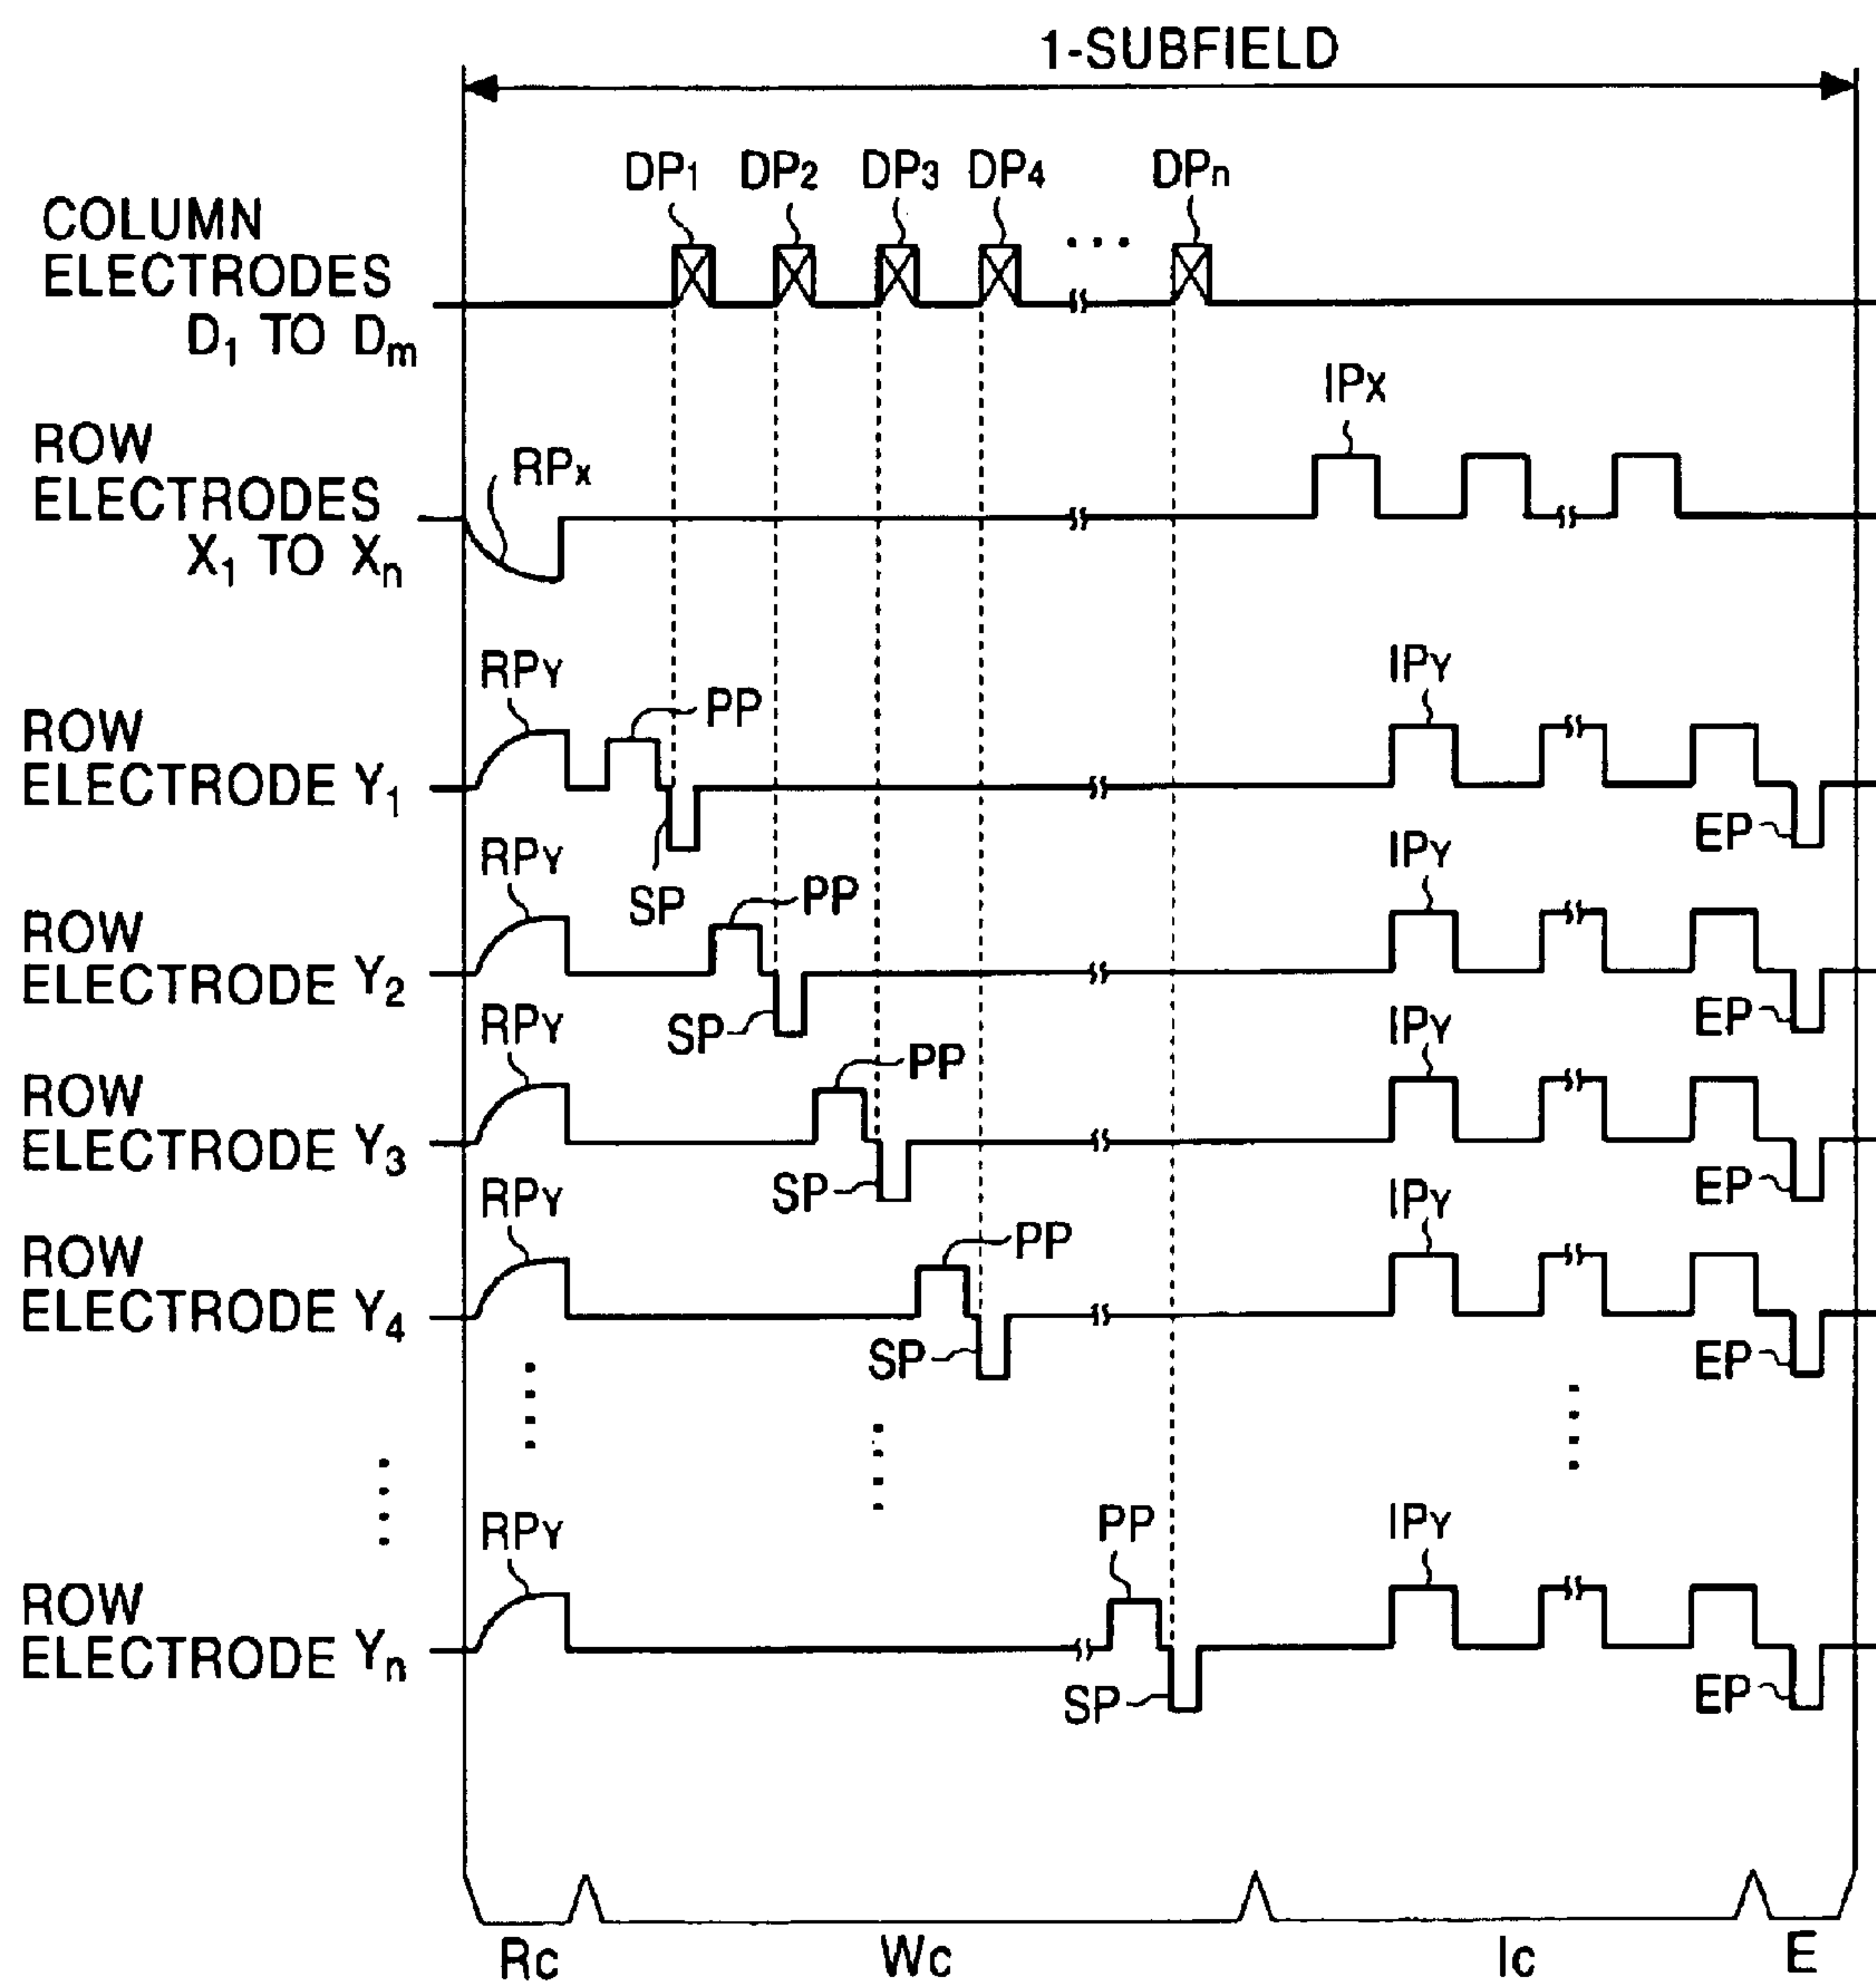 1-SUBFIELD
DP1 DP2 DP3 DP4 ... DPn
COLUMN
ELECTRODES
D1 TO Dm
IPX
ROW
ELECTRODES
X1 TO Xn
RPX
RPY
PP
IPY
ROW
ELECTRODE Y1
SP
EP
RPY
PP
IPY
ROW
ELECTRODE Y2
SP
EP
RPY
PP
IPY
ROW
ELECTRODE Y3
SP
EP
RPY
PP
IPY
ROW
ELECTRODE Y4
SP
EP
RPY
PP
IPY
ROW
ELECTRODE Yn
SP
EP
Rc Wc Ic E